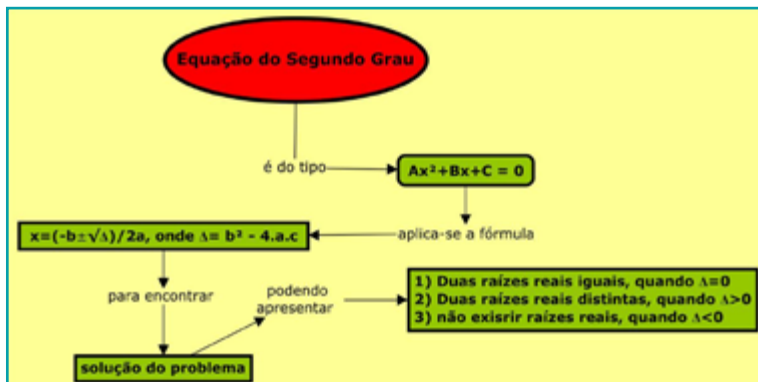 Equação do Segundo Grau
é do tipo
Ax²+Bx+C = 0
aplica-se a fórmula
x=(-b±√Δ)/2a, onde Δ= b² - 4.a.c
para encontrar
solução do problema
podendo
apresentar
1) Duas raízes reais iguais, quando Δ=0
2) Duas raízes reais distintas, quando Δ>0
3) não exisrir raízes reais, quando Δ<0